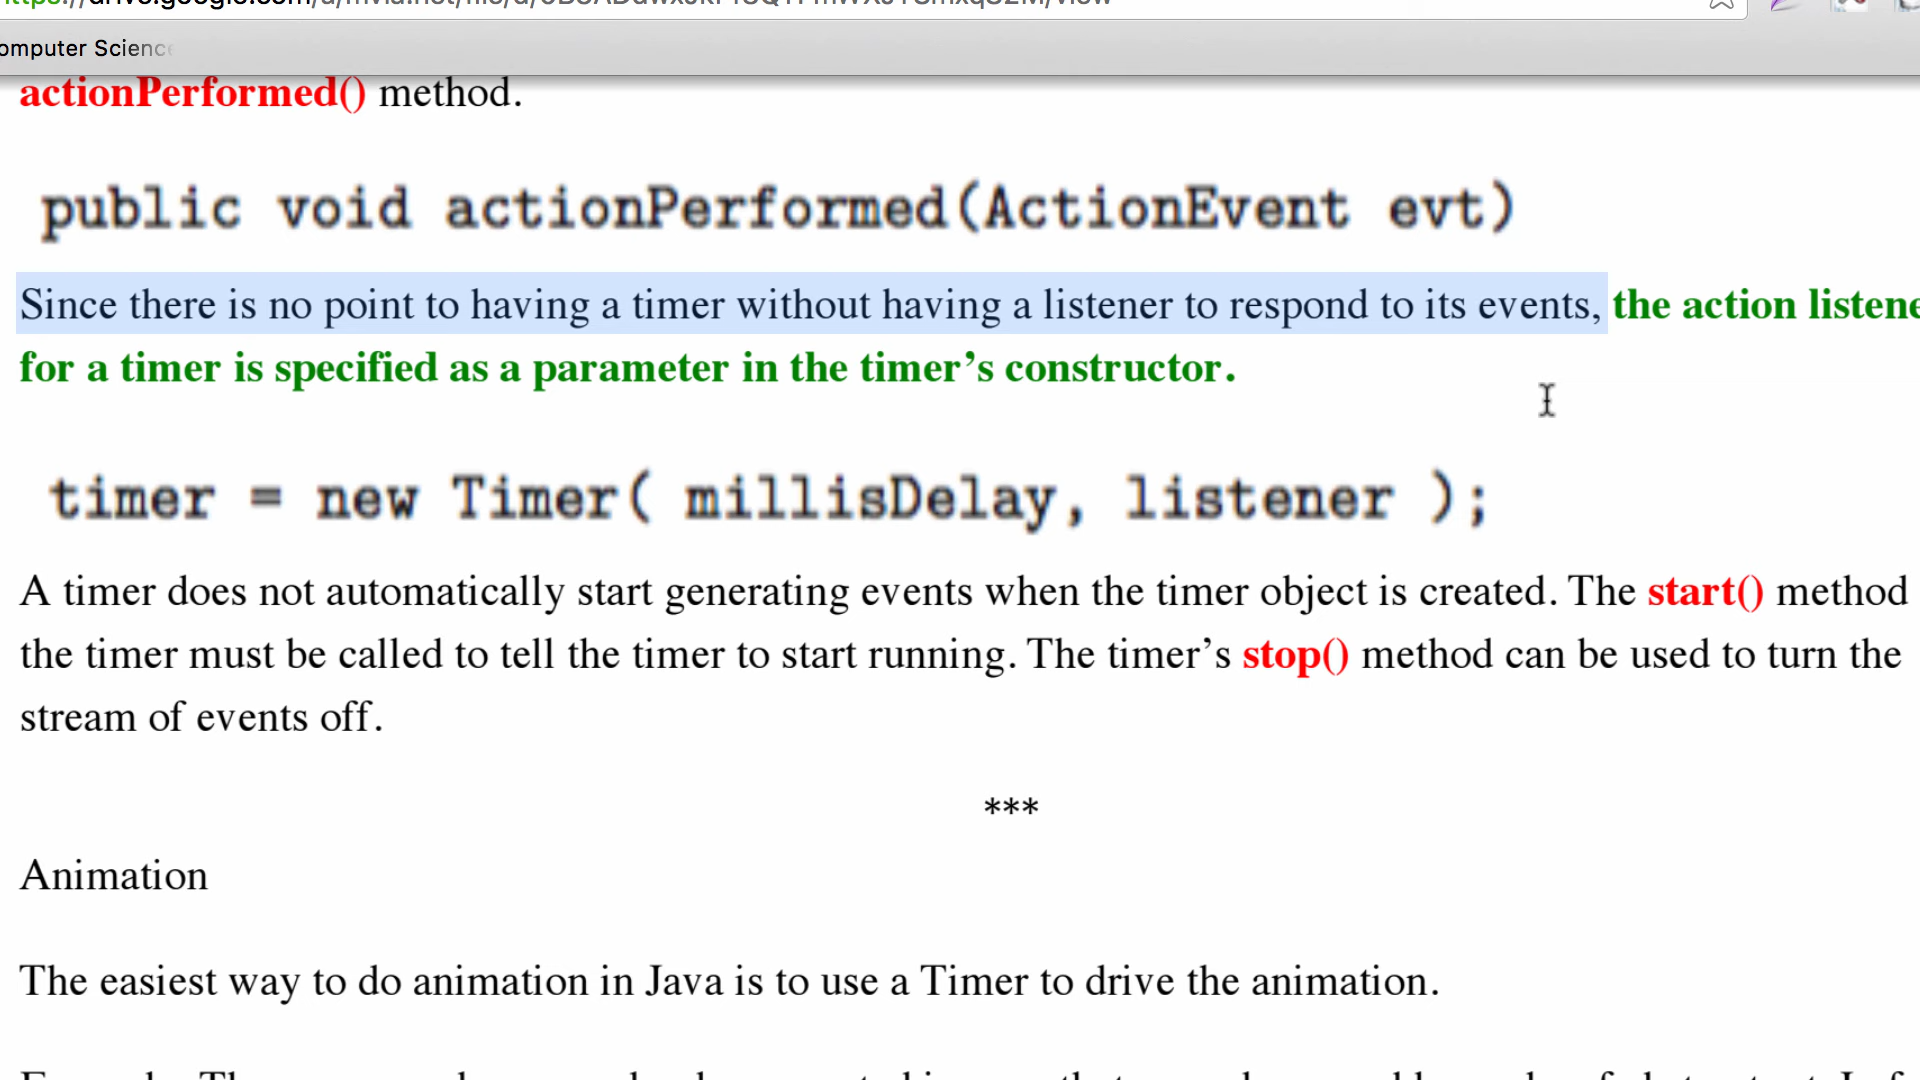 omputer Science
actionPerformed() method.
public void actionPerformed(ActionEvent evt)
Since there is no point to having a timer without having a listener to respond to its events, the action listene
for a timer is specified as a parameter in the timer’s constructor.
timer = new Timer( millisDelay, listener );
A timer does not automatically start generating events when the timer object is created. The start() method
the timer must be called to tell the timer to start running. The timer’s stop() method can be used to turn the
stream of events off.
***
Animation
The easiest way to do animation in Java is to use a Timer to drive the animation.